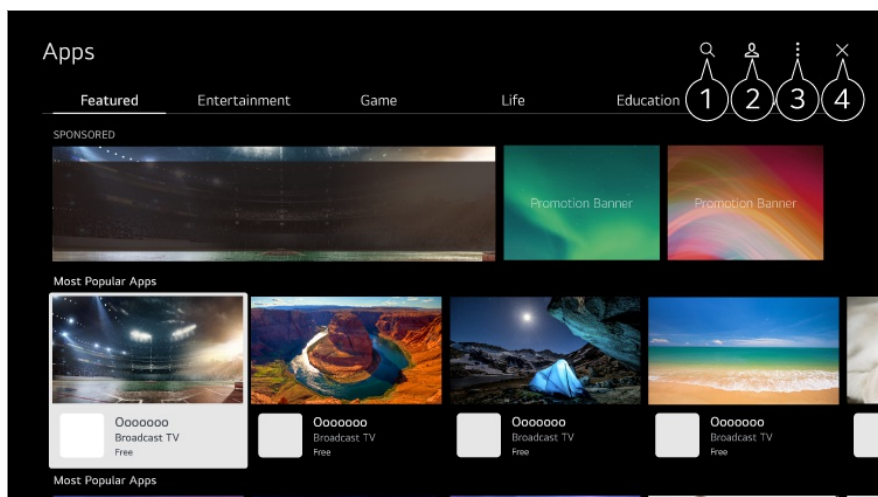 Apps
1 2 3 4
Featured Entertainment Game Life Education
SPONSORED
Promotion Banner Promotion Banner
Most Popular Apps
Ooooooo Ooooooo Ooooooo Ooooooo
Broadcast TV Broadcast TV Broadcast TV Broadcast TV
Free Free Free Free
Most Popular Apps